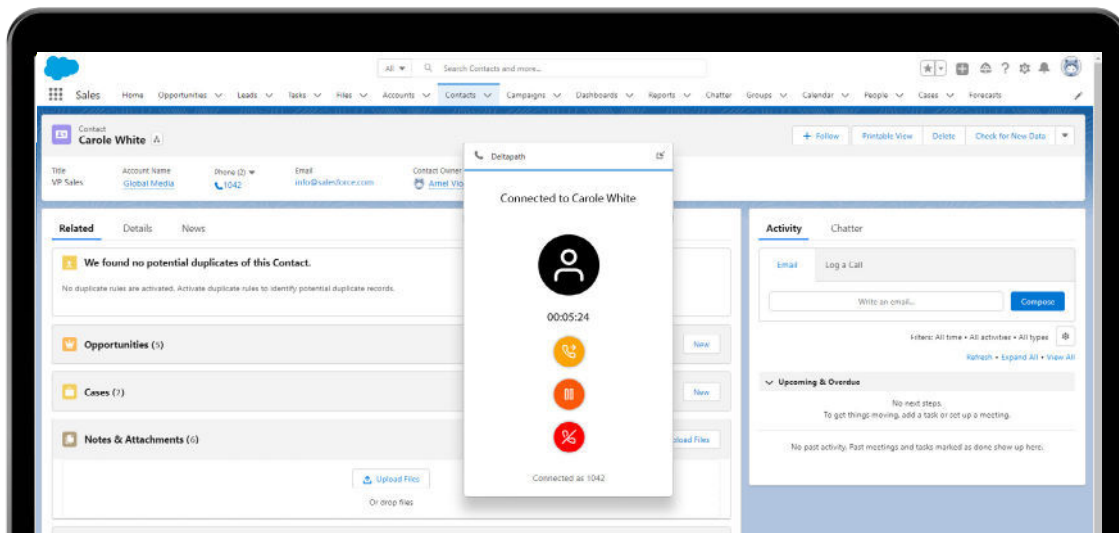 All
Search Contacts and more...
Sales Home Opportunities Leads Tasks Files Accounts Contacts Campaigns Dashboards Reports Chatter Groups Calendar People Cases Forecasts
Contact
Carole White
+ Follow Printable View Delete Check for New Data
Title Account Name Phone (2) Email Contact Owner
VP Sales Global Media 1042 info@salesforce.com Amel
Deltapath
Connected to Carole White
00:05:24
Connected as 1042
Related Details News
We found no potential duplicates of this Contact.
No duplicate rules are activated. Activate duplicate rules to identify potential duplicate records.
Opportunities (5) New
Cases (7) New
Notes & Attachments (6) Upload Files
Upload Files
Or drop files
Activity Chatter
Email Log a Call
Write an email... Compose
Filters: All time • All activities • All types
Refresh • Expand All • View All
Upcoming & Overdue
No next steps.
To get things moving, add a task or set up a meeting.
No past activity. Past meetings and tasks marked as done show up here.